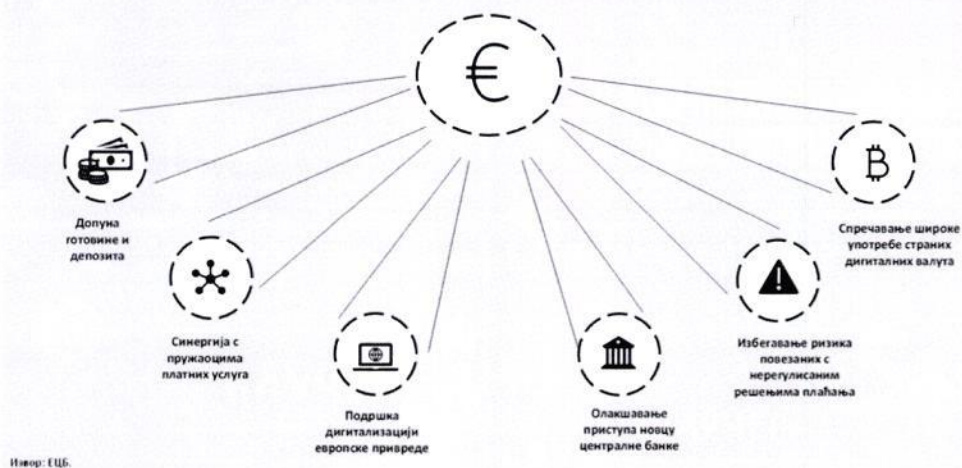 €
Допуна
готовине и
депозита
Синергија с
пружаоцима
платних услуга
Подршка
дигитализацији
европске привреде
Олакшавање
приступа новцу
централне банке
Избегавање ризика
повезаних с
нерегулисаним
решењима плаћања
Спречавање широке
употребе страних
дигиталних валута
Извор: ЕЦБ.